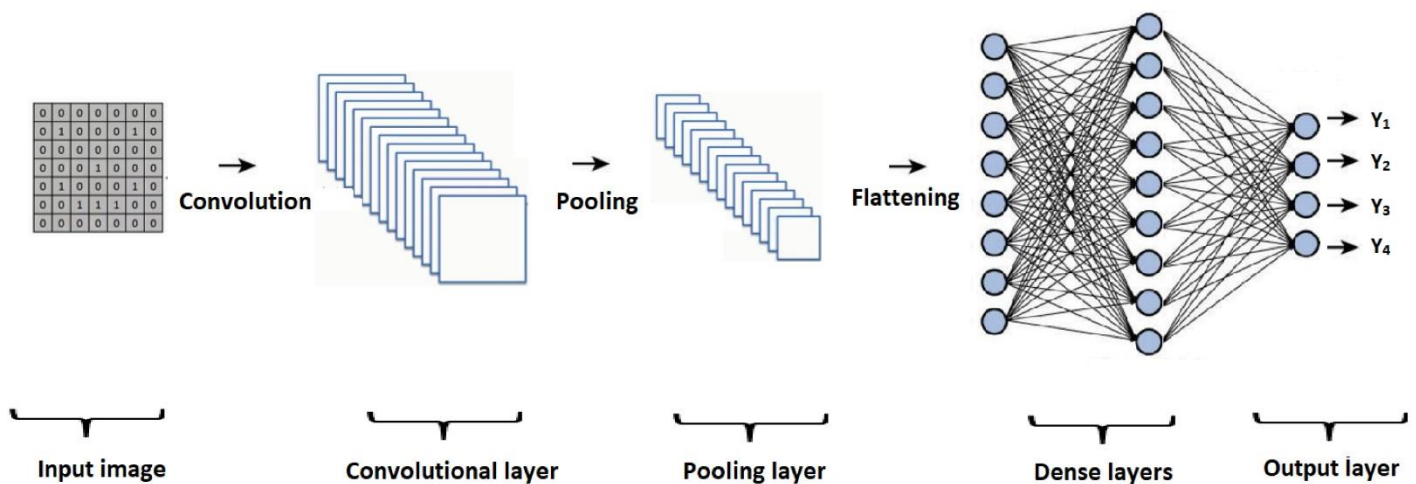 0 0 0 0 0 0 0
0 1 0 0 0 1 0
0 0 0 0 0 0 0
0 0 0 1 0 0 0
0 1 0 0 0 1 0
0 0 1 1 1 0 0
0 0 0 0 0 0 0
Convolution
Pooling
Flattening
Y₁
Y₂
Y₃
Y₄
Input image
Convolutional layer
Pooling layer
Dense layers
Output layer